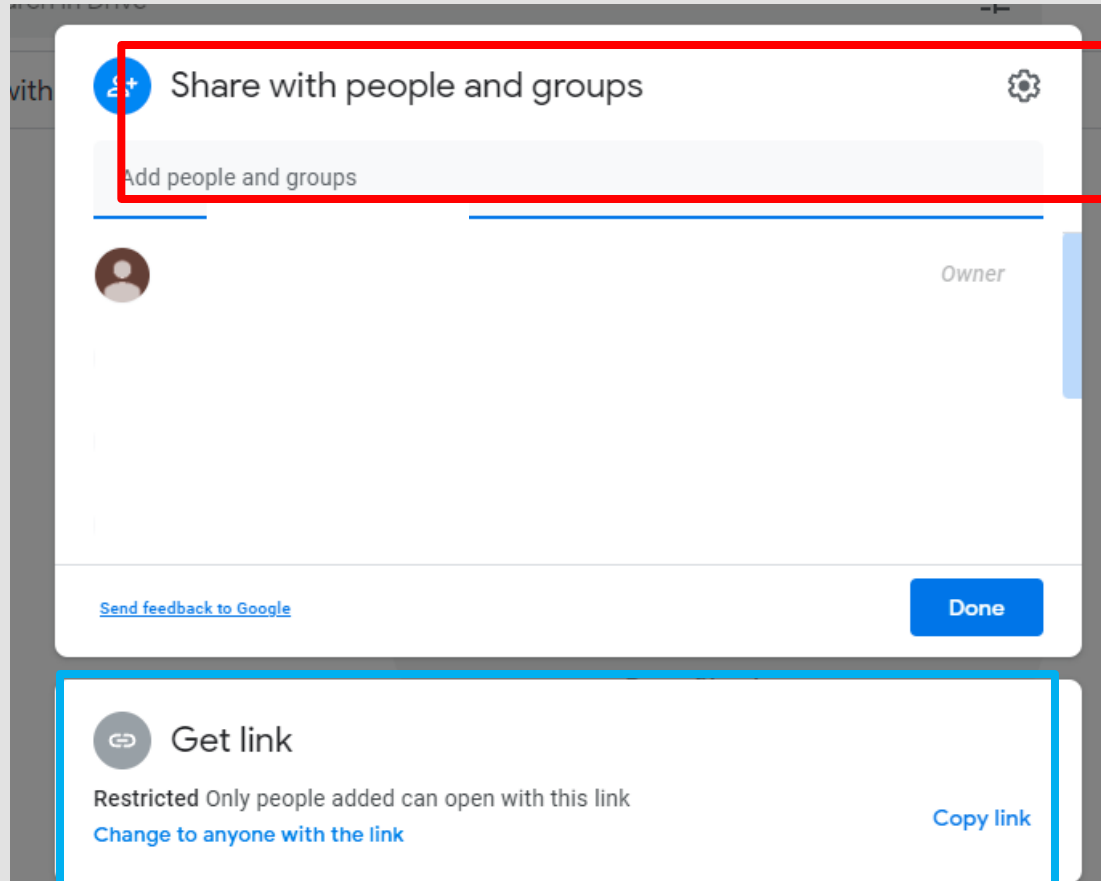 with
Share with people and groups
Add people and groups
Owner
Send feedback to Google
Done
Get link
Restricted Only people added can open with this link
Change to anyone with the link
Copy link